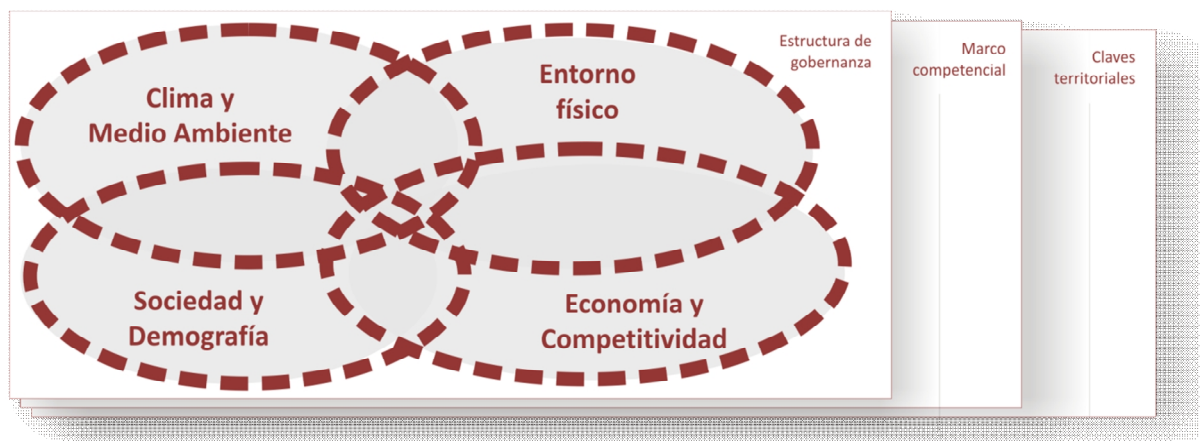 Clima y
Medio Ambiente
Entorno
físico
Estructura de
gobernanza
Marco
competencial
Claves
territoriales
Sociedad y
Demografía
Economía y
Competitividad